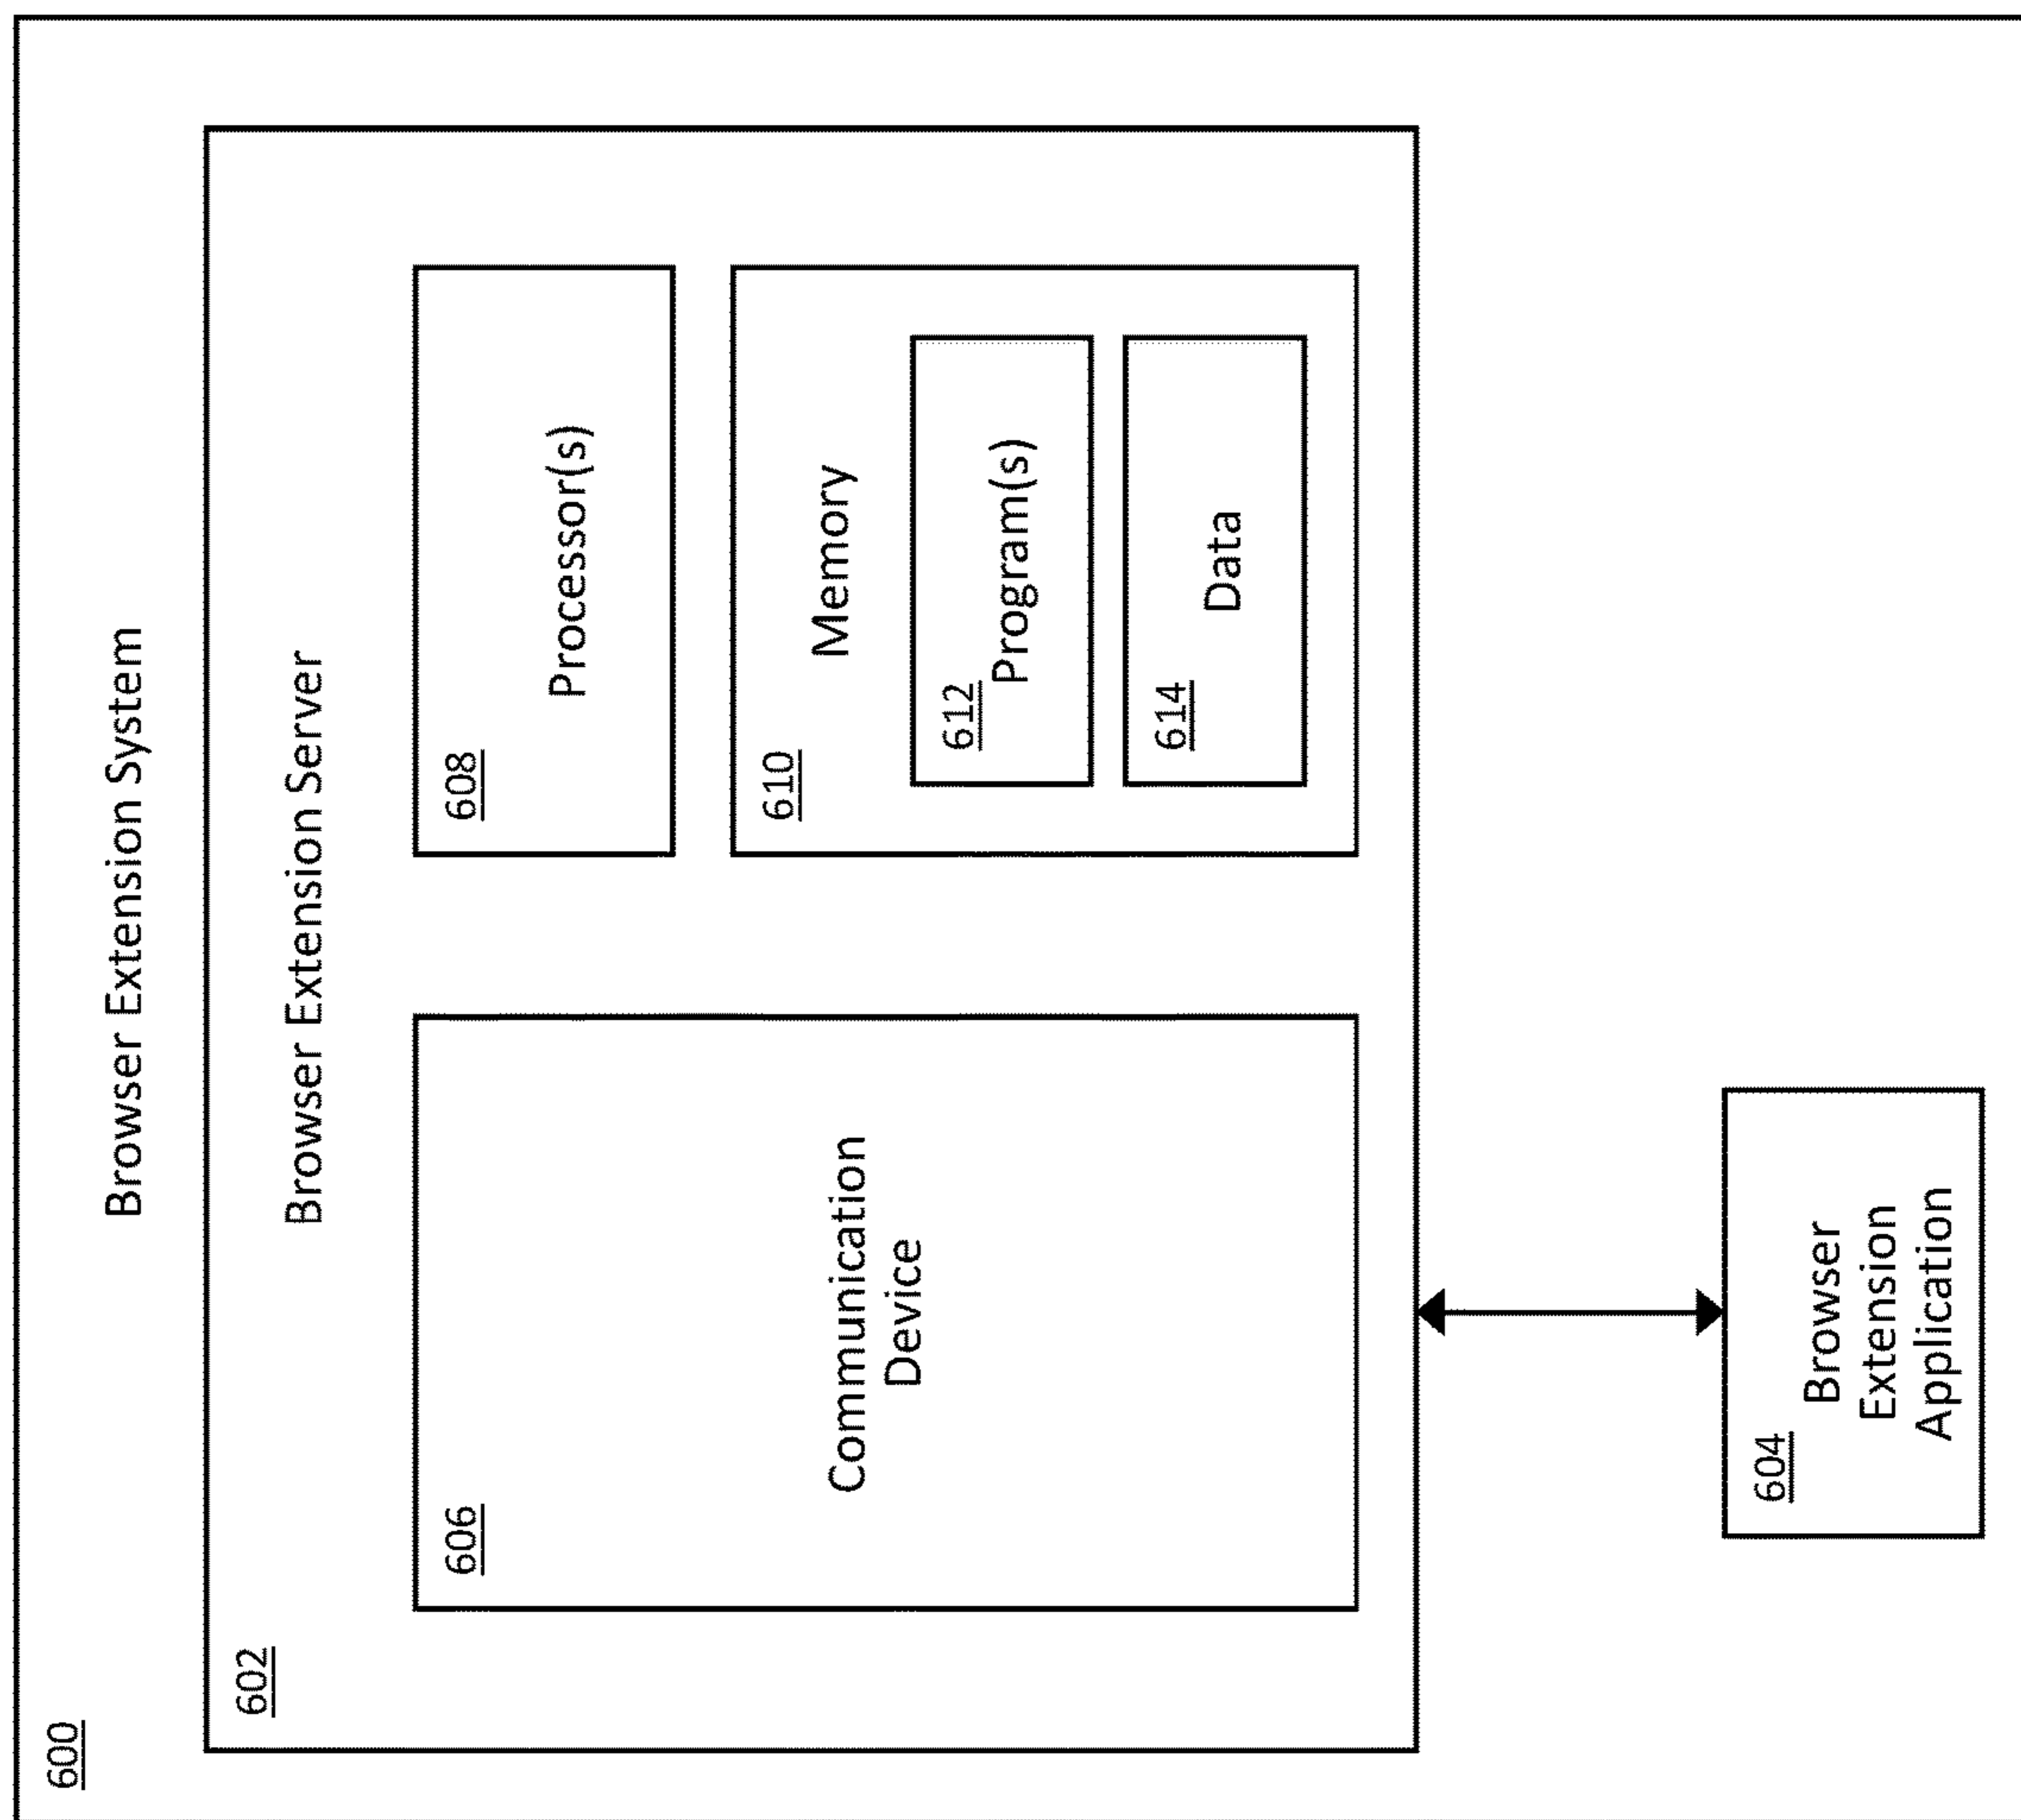 600
Browser Extension System
602
Browser Extension Server
606
Communication
Device
608
Processor(s)
610
Memory
612
Program(s)
614
Data
604
Browser
Extension
Application